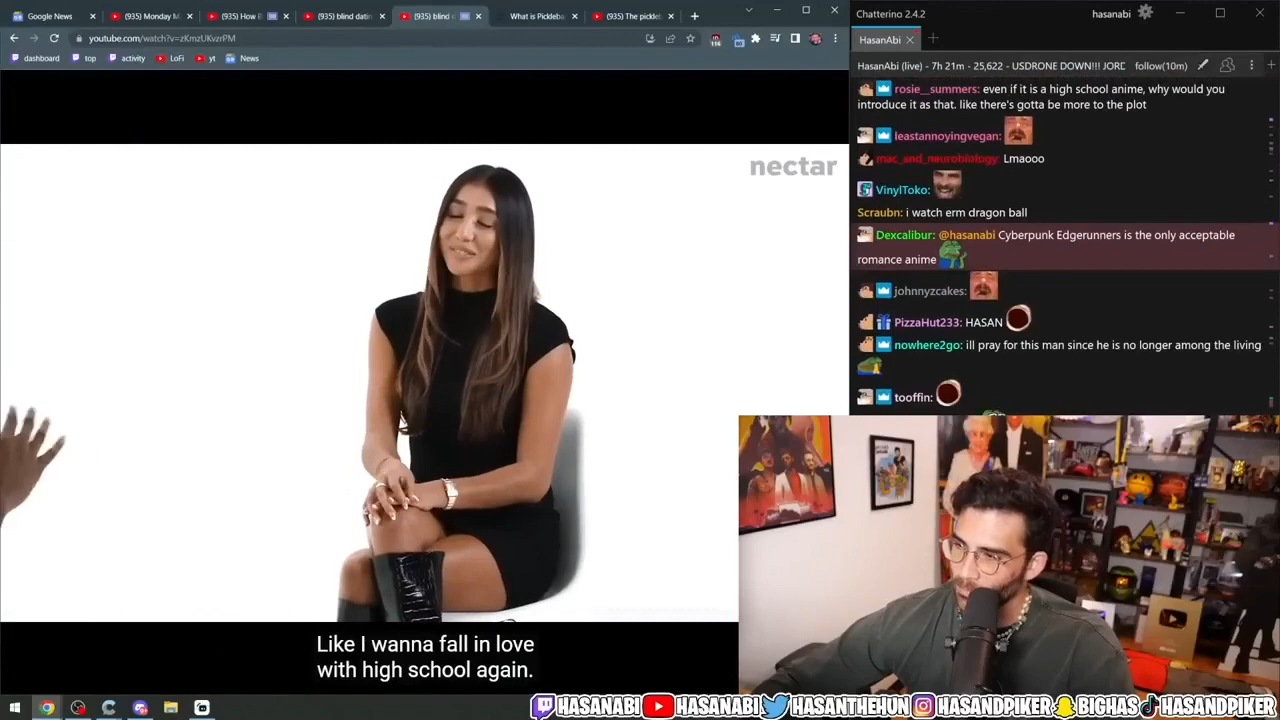 Google News
(935) Monday M
(935) How I
(935) blind datin
(935) blind d
What is Pickleba
(935) The pickleb
youtube.com/watch?v=zKmzUKvzrPM
116
dashboard
top
activity
LoFi
yt
News
nectar
Like I wanna fall in love
with high school again.
Chatterino 2.4.2
hasanabi
HasanAbi
HasanAbi (live) - 7h 21m - 25,622 - USDRONE DOWN!!! JORD
follow(10m)
rosie__summers: even if it is a high school anime, why would you
introduce it as that. like there's gotta be more to the plot
leastannoyingvegan:
mac_and_neurobiology: Lmaooo
VinylToko:
Scraubn: i watch erm dragon ball
Dexcalibur: @hasanabi Cyberpunk Edgerunners is the only acceptable
romance anime
johnnyzcakes:
PizzaHut233: HASAN
nowhere2go: ill pray for this man since he is no longer among the living
tooffin:
HASANABI HASANABI HASANTHEHUN HASANDPIKER BIGHAS HASANDPIKER